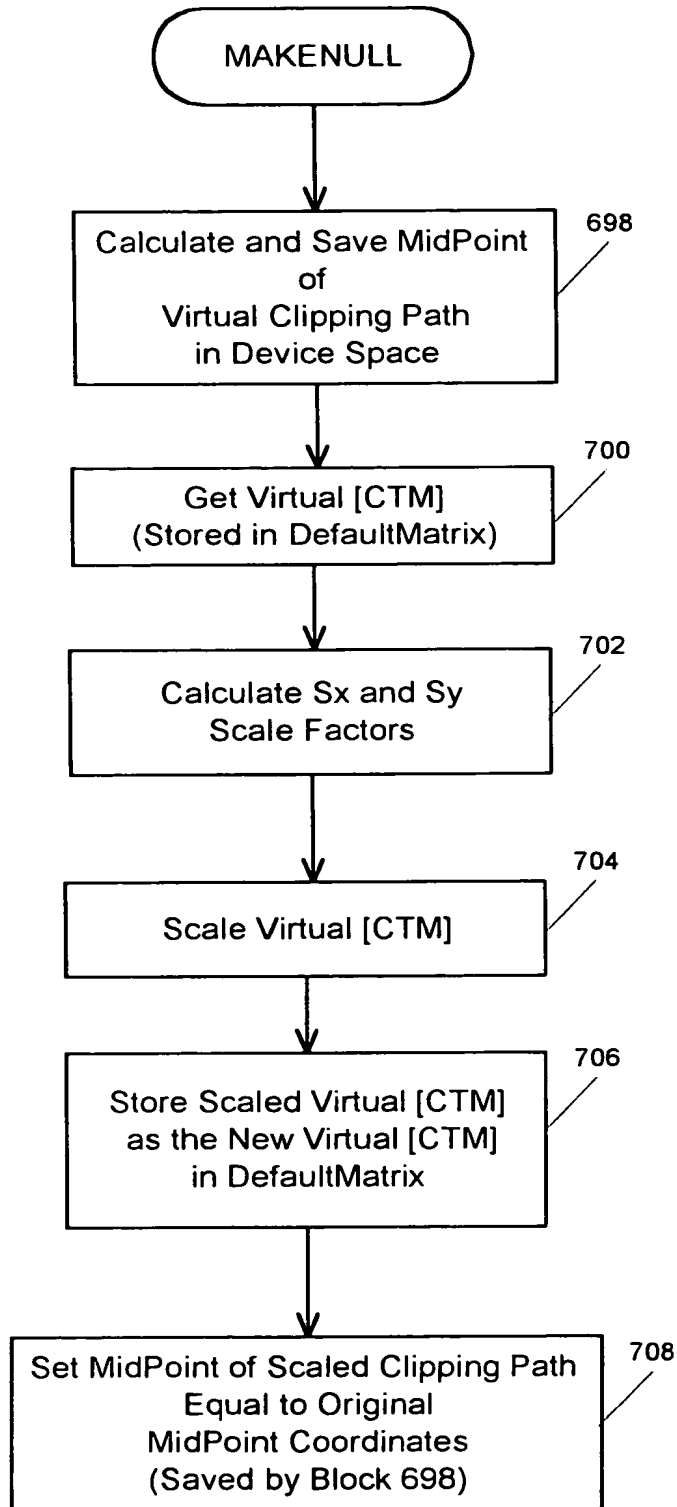 MAKENULL
698
Calculate and Save MidPoint
of
Virtual Clipping Path
in Device Space
700
Get Virtual [CTM]
(Stored in DefaultMatrix)
702
Calculate Sx and Sy
Scale Factors
704
Scale Virtual [CTM]
706
Store Scaled Virtual [CTM]
as the New Virtual [CTM]
in DefaultMatrix
708
Set MidPoint of Scaled Clipping Path
Equal to Original
MidPoint Coordinates
(Saved by Block 698)